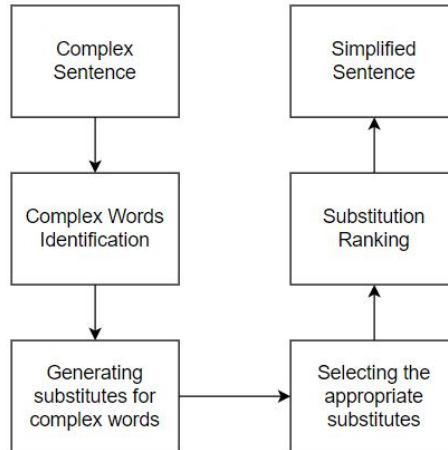 Complex
Sentence
Complex Words
Identification
Generating
substitutes for
complex words
Selecting the
appropriate
substitutes
Substitution
Ranking
Simplified
Sentence